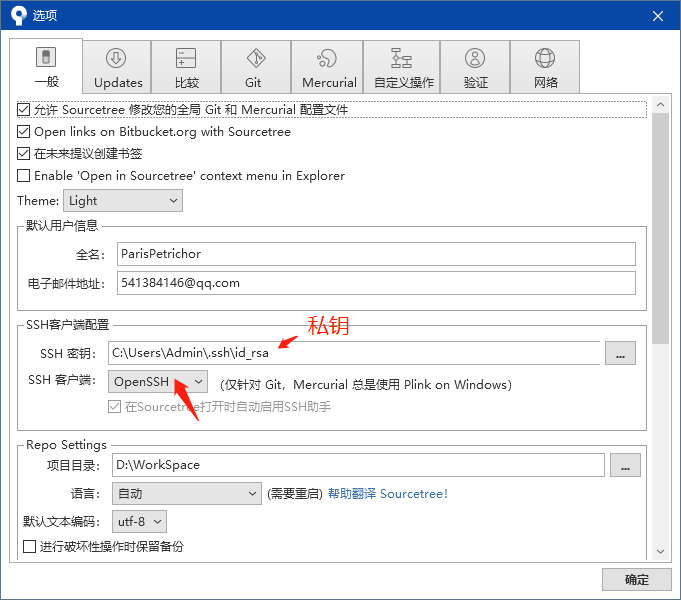 选项
一般
Updates
比较
Git
Mercurial
自定义操作
验证
网络
允许 Sourcetree 修改您的全局 Git 和 Mercurial 配置文件
Open links on Bitbucket.org with Sourcetree
在未来提议创建书签
Enable 'Open in Sourcetree' context menu in Explorer
Theme: Light
默认用户信息
全名： ParisPetrichor
电子邮件地址： 541384146@qq.com
SSH客户端配置
私钥
SSH 密钥： C:\Users\Admin\.ssh\id_rsa ...
SSH 客户端： OpenSSH （仅针对 Git，Mercurial 总是使用 Plink on Windows）
在Sourcetree打开时自动启用SSH助手
Repo Settings
项目目录： D:\WorkSpace ...
语言： 自动 (需要重启) 帮助翻译 Sourcetree!
默认文本编码： utf-8
进行破坏性操作时保留备份
确定